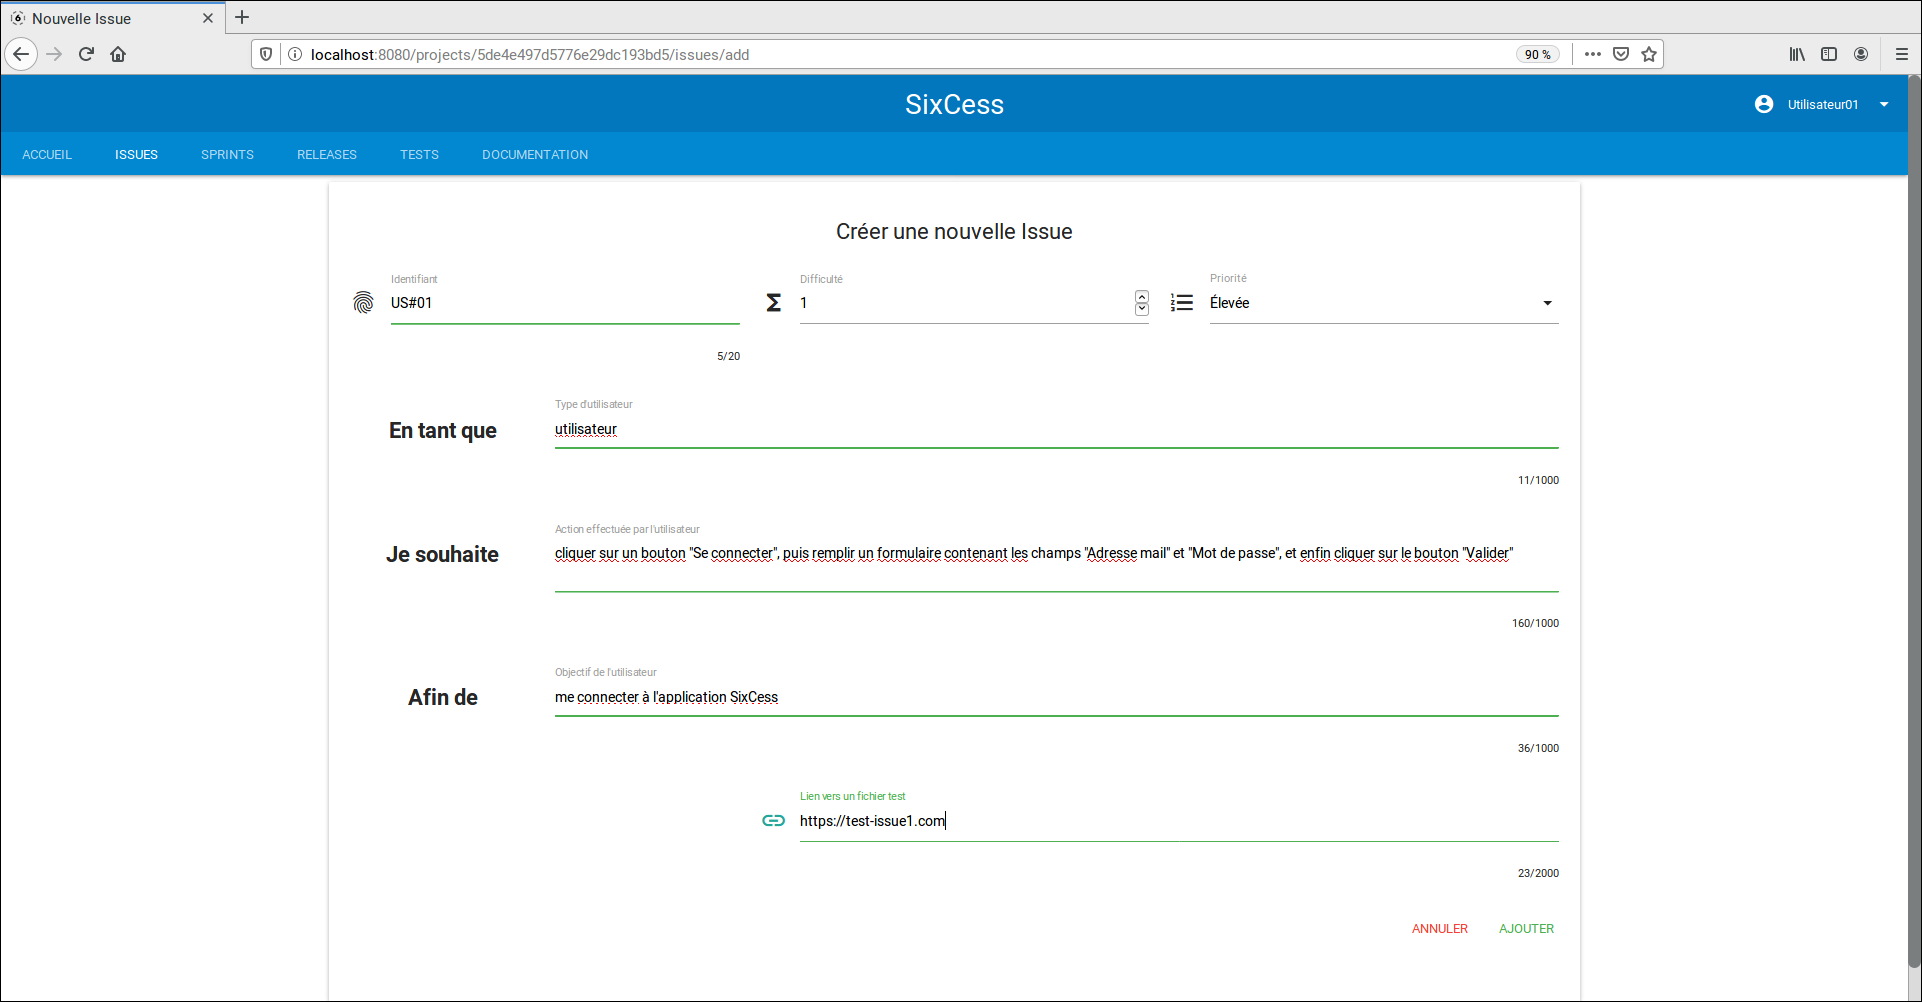 Nouvelle Issue
localhost:8080/projects/5de4e497d5776e29dc193bd5/issues/add
90 %
SixCess
Utilisateur01
ACCUEIL ISSUES SPRINTS RELEASES TESTS DOCUMENTATION
Créer une nouvelle Issue
Identifiant Difficulté Priorité
US#01 1 Élevée
5/20
Type d'utilisateur
En tant que utilisateur
11/1000
Action effectuée par l'utilisateur
Je souhaite cliquer sur un bouton "Se connecter", puis remplir un formulaire contenant les champs "Adresse mail" et "Mot de passe", et enfin cliquer sur le bouton "Valider"
160/1000
Objectif de l'utilisateur
Afin de me connecter à l'application SixCess
36/1000
Lien vers un fichier test
https://test-issue1.com
23/2000
ANNULER AJOUTER